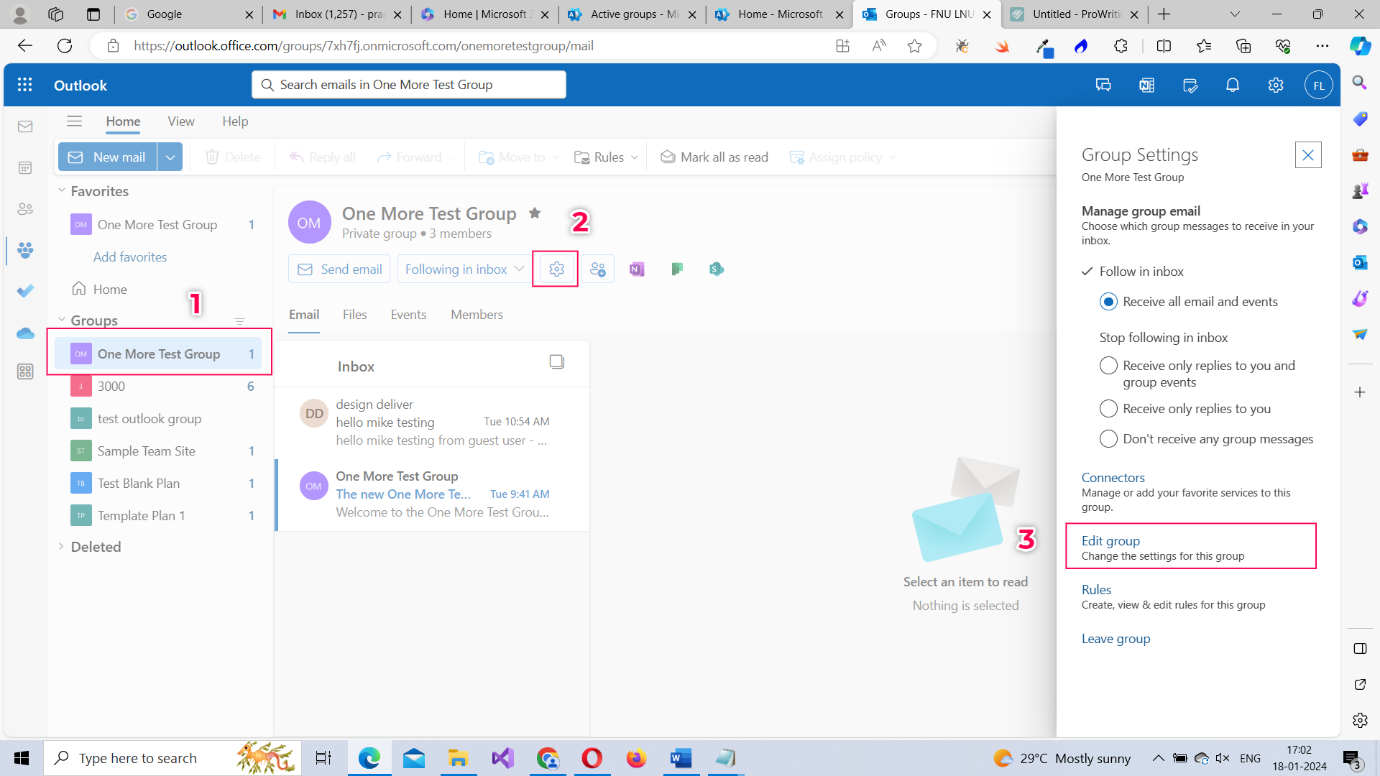 Google
Inbox (1,257) - pra
Home | Microsoft
Active groups - Mi
Home - Microsoft
Groups - FNU LNU
Untitled - ProWriti
https://outlook.office.com/groups/7xh7fj.onmicrosoft.com/onemoretestgroup/mail
Outlook
Search emails in One More Test Group
FL
Home
View
Help
New mail
Delete
Reply all
Forward
Move to
Rules
Mark all as read
Assign policy
Favorites
OM One More Test Group 1
Add favorites
Home
1
Groups
OM One More Test Group 1
J 3000 6
to test outlook group
ST Sample Team Site 1
TB Test Blank Plan 1
TP Template Plan 1 1
Deleted
OM
One More Test Group
Private group • 3 members
2
Send email
Following in inbox
Email
Files
Events
Members
Inbox
DD
design deliver
hello mike testing Tue 10:54 AM
hello mike testing from guest user - ...
OM
One More Test Group
The new One More Te... Tue 9:41 AM
Welcome to the One More Test Grou...
Select an item to read
Nothing is selected
3
Group Settings
One More Test Group
Manage group email
Choose which group messages to receive in your
inbox.
Follow in inbox
Receive all email and events
Stop following in inbox
Receive only replies to you and
group events
Receive only replies to you
Don't receive any group messages
Connectors
Manage or add your favorite services to this
group.
Edit group
Change the settings for this group
Rules
Create, view & edit rules for this group
Leave group
Type here to search
29°C Mostly sunny
ENG
17:02
18-01-2024
3